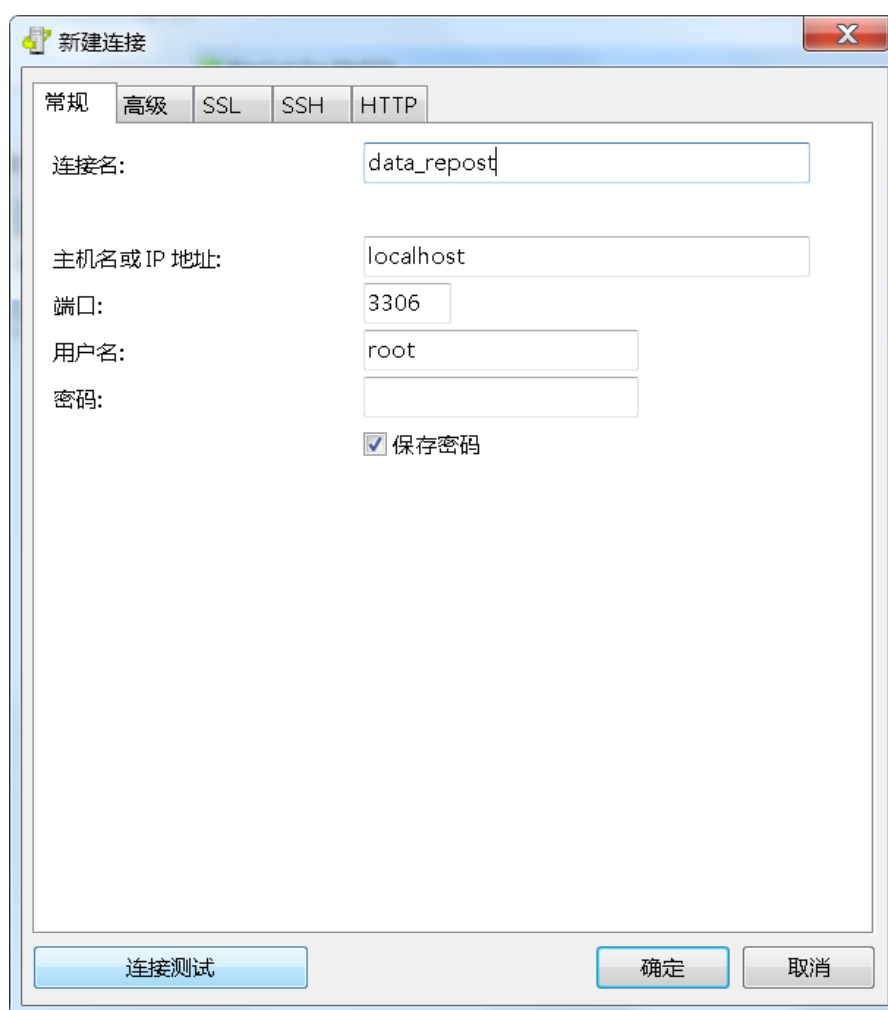 新建连接
常规 高级 SSL SSH HTTP
连接名: data_repost
主机名或 IP 地址: localhost
端口: 3306
用户名: root
密码:
保存密码
连接测试 确定 取消